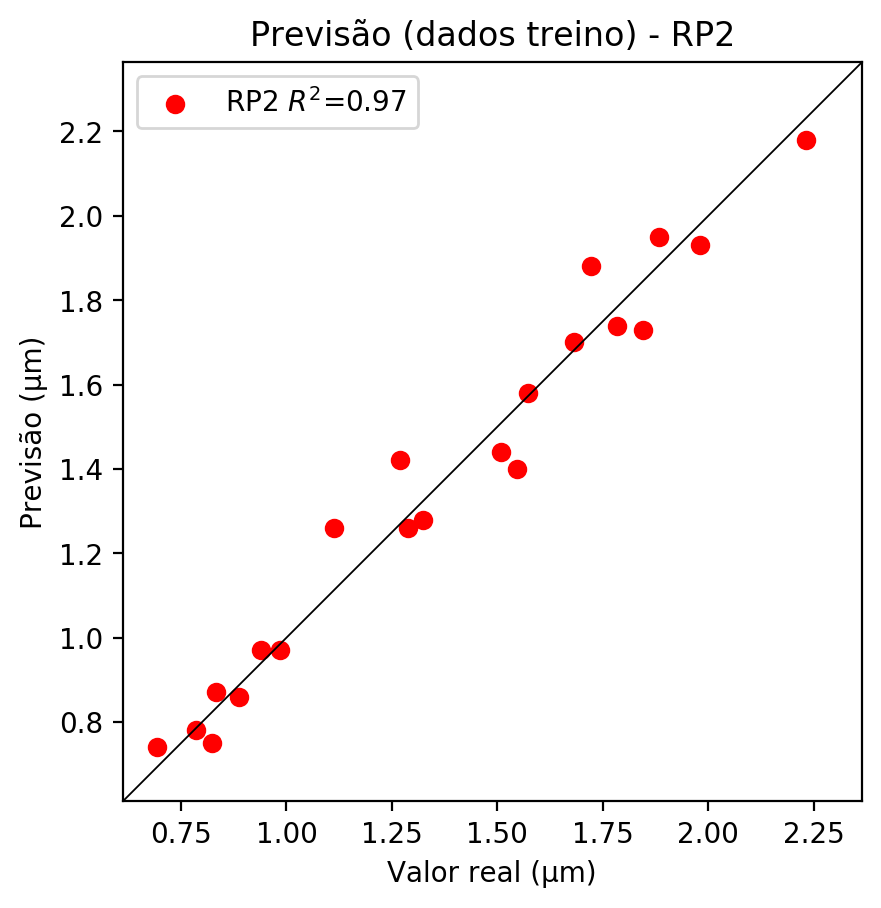 Previsão (dados treino) - RP2
RP2 R²=0.97
2.2
2.0
1.8
1.6
1.4
1.2
1.0
0.8
Previsão (μm)
0.75 1.00 1.25 1.50 1.75 2.00 2.25
Valor real (μm)